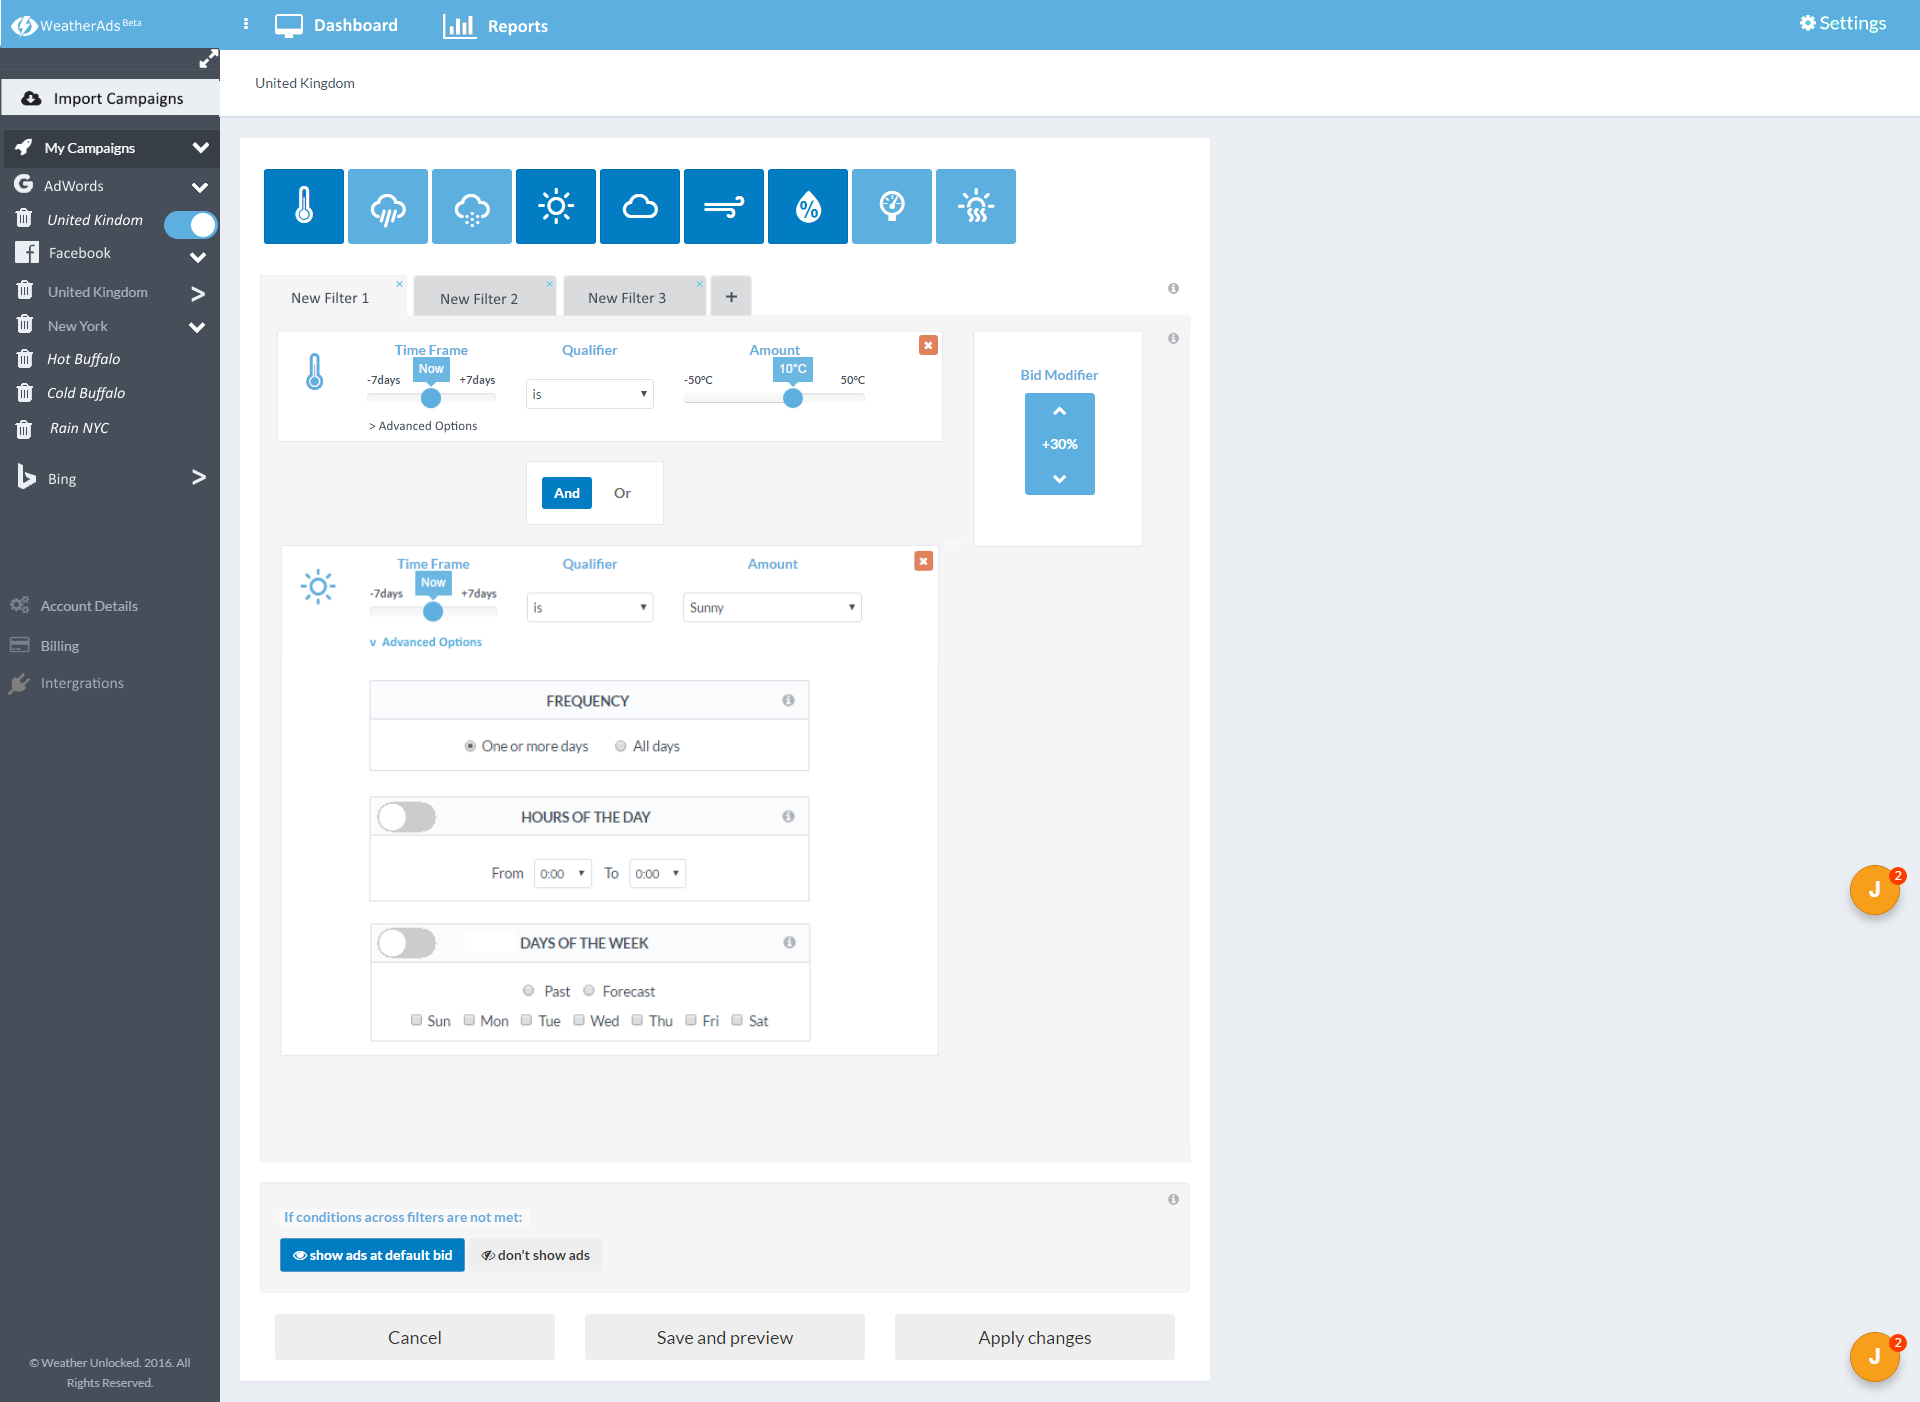 WeatherAds Beta
Dashboard
Reports
Settings
Import Campaigns
My Campaigns
AdWords
United Kindom
Facebook
United Kingdom
New York
Hot Buffalo
Cold Buffalo
Rain NYC
Bing
Account Details
Billing
Intergrations
© Weather Unlocked. 2016. All
Rights Reserved.
United Kingdom
%
New Filter 1 ×
New Filter 2 ×
New Filter 3 ×
+
Time Frame Qualifier Amount
Now 10°C
-7days +7days -50°C 50°C
is
> Advanced Options
Bid Modifier
+30%
And Or
Time Frame Qualifier Amount
Now
-7days +7days
is Sunny
v Advanced Options
FREQUENCY
One or more days All days
HOURS OF THE DAY
From 0:00 To 0:00
DAYS OF THE WEEK
Past Forecast
Sun Mon Tue Wed Thu Fri Sat
If conditions across filters are not met:
show ads at default bid don't show ads
Cancel Save and preview Apply changes
J 2
J 2